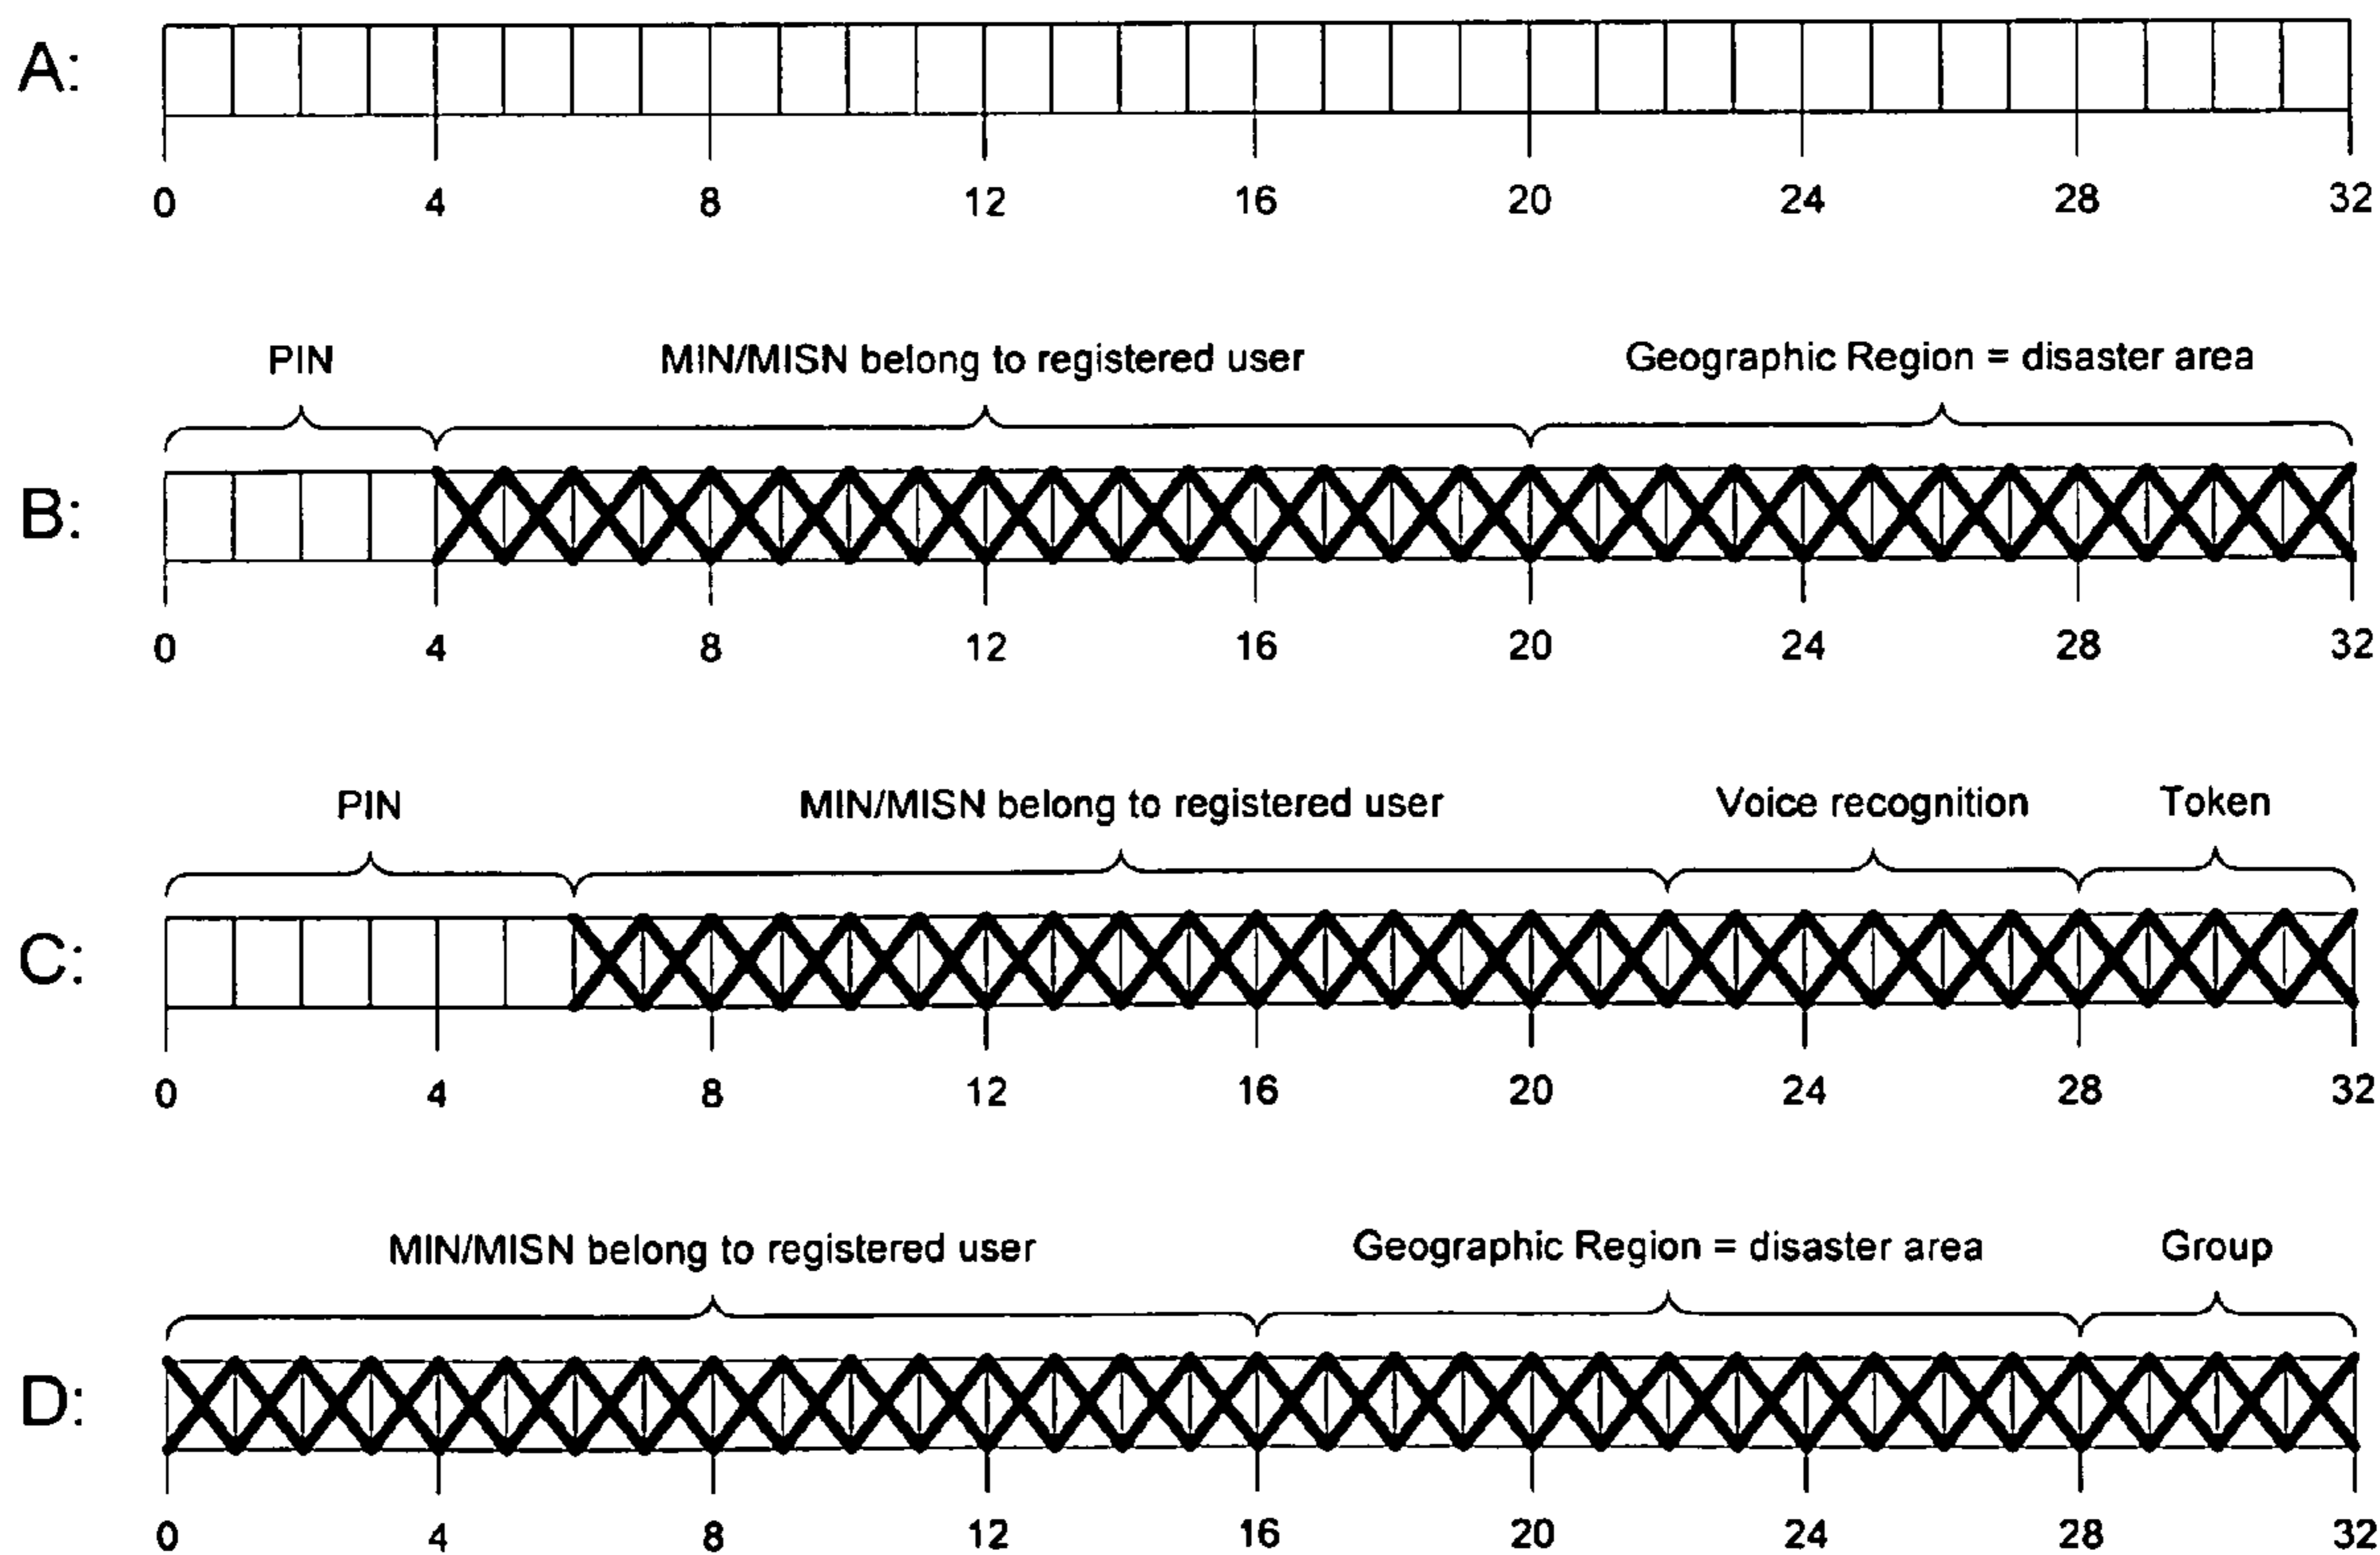 A:
0 4 8 12 16 20 24 28 32
PIN MIN/MISN belong to registered user Geographic Region = disaster area
B:
0 4 8 12 16 20 24 28 32
PIN MIN/MISN belong to registered user Voice recognition Token
C:
0 4 8 12 16 20 24 28 32
MIN/MISN belong to registered user Geographic Region = disaster area Group
D:
0 4 8 12 16 20 24 28 32